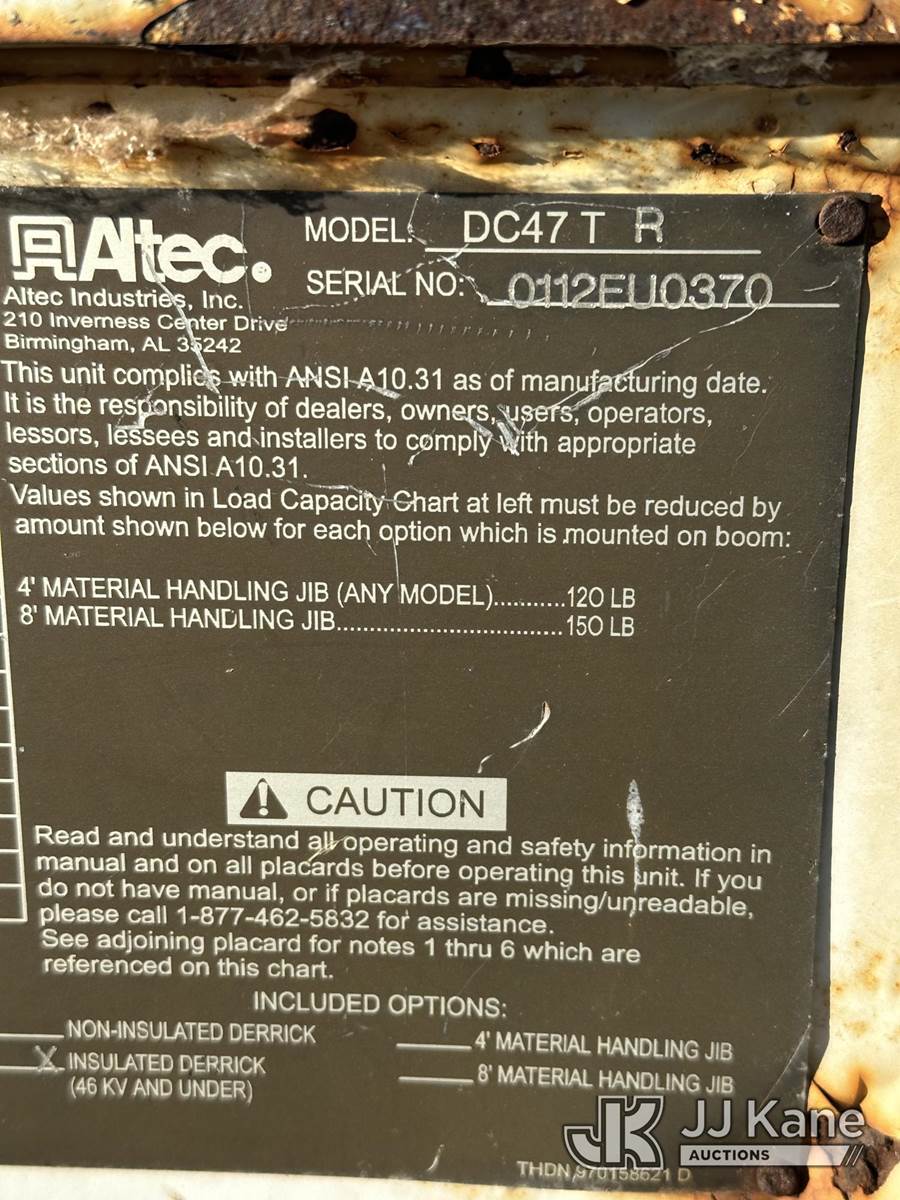 Altec.
MODEL: DC47 T R
SERIAL NO: 0112EU0370
Altec Industries, Inc.
210 Inverness Center Drive
Birmingham, AL 35242
This unit complies with ANSI A10.31 as of manufacturing date.
It is the responsibility of dealers, owners, users, operators,
lessors, lessees and installers to comply with appropriate
sections of ANSI A10.31.
Values shown in Load Capacity Chart at left must be reduced by
amount shown below for each option which is mounted on boom:
4' MATERIAL HANDLING JIB (ANY MODEL)...........120 LB
8' MATERIAL HANDLING JIB.................................150 LB
CAUTION
Read and understand all operating and safety information in
manual and on all placards before operating this unit. If you
do not have manual, or if placards are missing/unreadable,
please call 1-877-462-5832 for assistance.
See adjoining placard for notes 1 thru 6 which are
referenced on this chart.
INCLUDED OPTIONS:
NON-INSULATED DERRICK
X INSULATED DERRICK
(46 KV AND UNDER)
4' MATERIAL HANDLING JIB
8' MATERIAL HANDLING JIB
THDN 970158621 D
JK JJ Kane
AUCTIONS